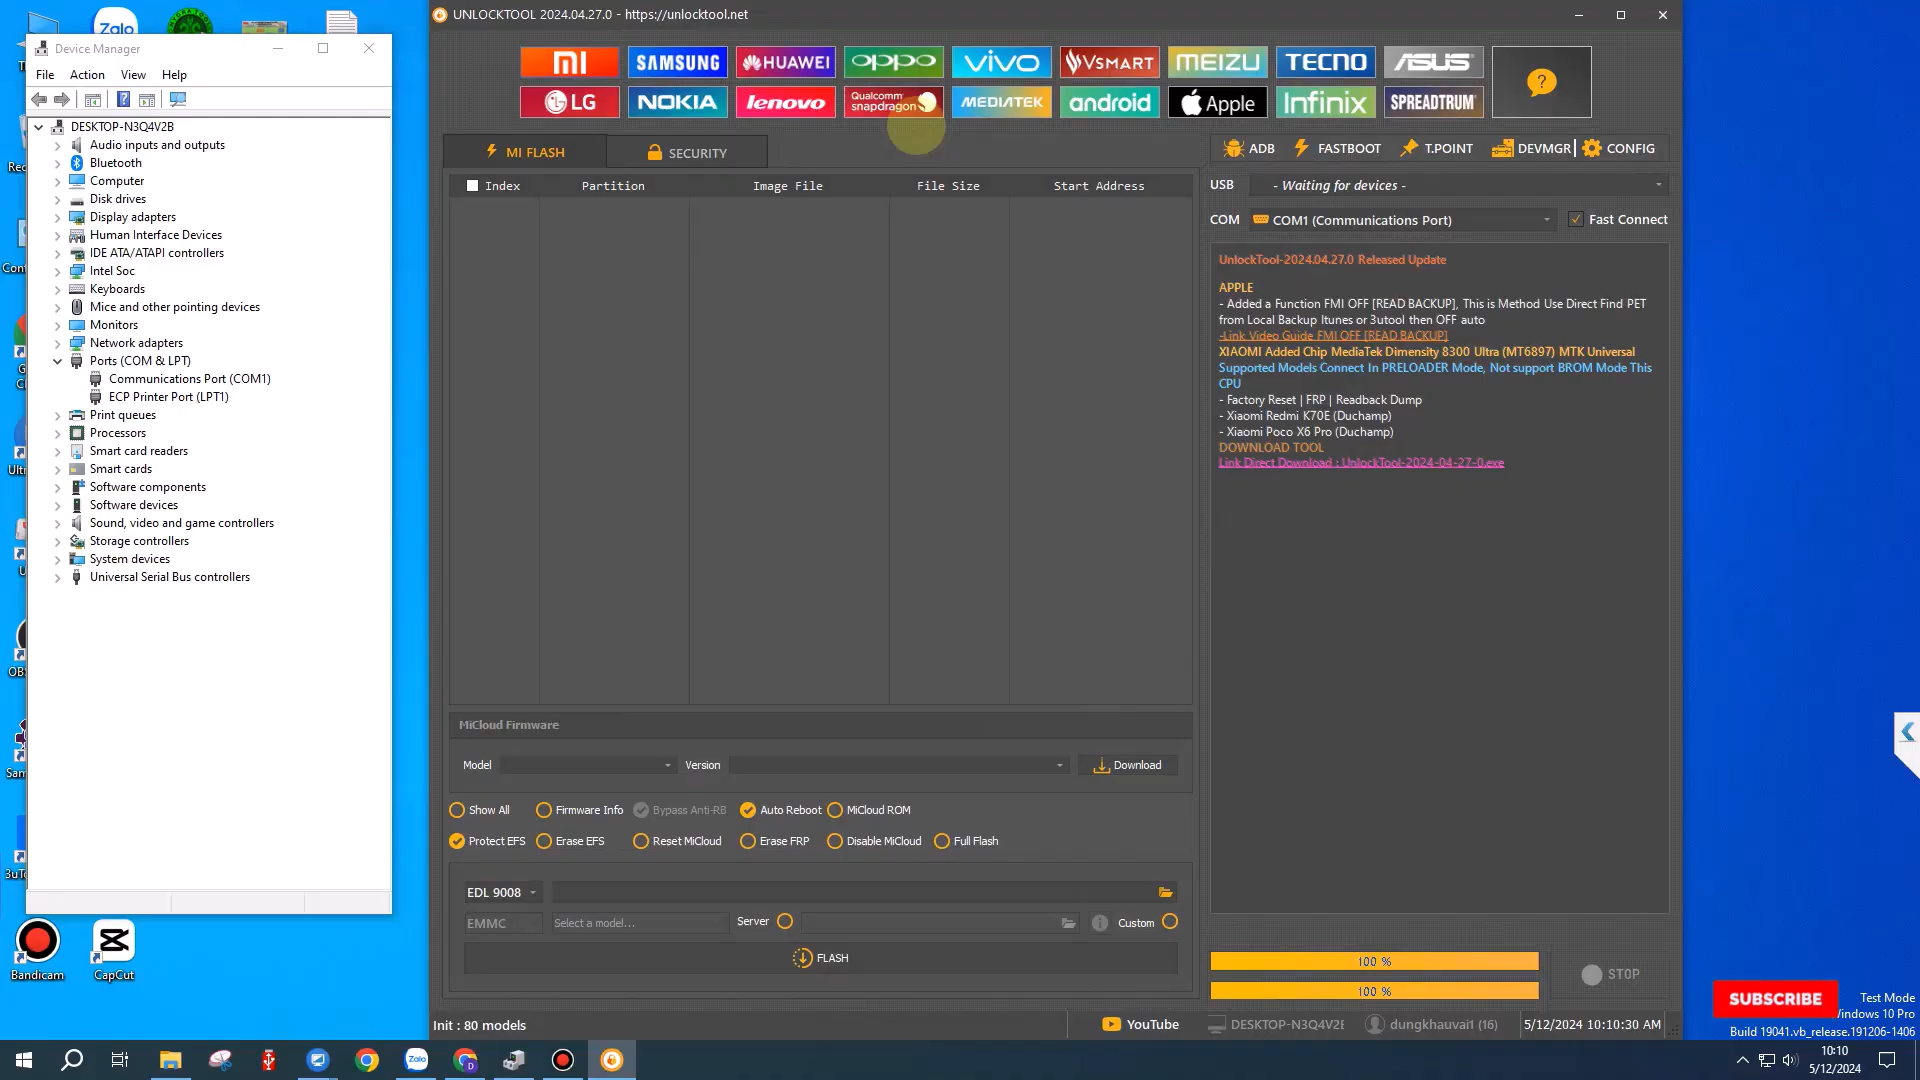 Zalo
Device Manager
File Action View Help
DESKTOP-N3Q4V2B
Audio inputs and outputs
Bluetooth
Computer
Disk drives
Display adapters
Human Interface Devices
IDE ATA/ATAPI controllers
Intel Soc
Keyboards
Mice and other pointing devices
Monitors
Network adapters
Ports (COM & LPT)
Communications Port (COM1)
ECP Printer Port (LPT1)
Print queues
Processors
Smart card readers
Smart cards
Software components
Software devices
Sound, video and game controllers
Storage controllers
System devices
Universal Serial Bus controllers
Bandicam CapCut
UNLOCKTOOL 2024.04.27.0 - https://unlocktool.net
mi SAMSUNG HUAWEI oppo vivo VSMART MEIZU TECNO ASUS ?
LG NOKIA lenovo Qualcomm snapdragon MEDIATEK android Apple Infinix SPREADTRUM
MI FLASH SECURITY
Index Partition Image File File Size Start Address
MiCloud Firmware
Model Version Download
Show All Firmware Info Bypass Anti-RB Auto Reboot MiCloud ROM
Protect EFS Erase EFS Reset MiCloud Erase FRP Disable MiCloud Full Flash
EDL 9008
EMMC Select a model... Server Custom
FLASH
ADB FASTBOOT T.POINT DEVMGR CONFIG
USB - Waiting for devices -
COM COM1 (Communications Port) Fast Connect
UnlockTool-2024.04.27.0 Released Update
APPLE
- Added a Function FMI OFF [READ BACKUP], This is Method Use Direct Find PET
from Local Backup Itunes or 3utool then OFF auto
-Link Video Guide FMI OFF [READ BACKUP]
XIAOMI Added Chip MediaTek Dimensity 8300 Ultra (MT6897) MTK Universal
Supported Models Connect In PRELOADER Mode, Not support BROM Mode This
CPU
- Factory Reset | FRP | Readback Dump
- Xiaomi Redmi K70E (Duchamp)
- Xiaomi Poco X6 Pro (Duchamp)
DOWNLOAD TOOL
Link Direct Download : UnlockTool-2024-04-27-0.exe
100 %
100 %
STOP
Init : 80 models YouTube DESKTOP-N3Q4V2E dungkhauvai1 (16) 5/12/2024 10:10:30 AM
SUBSCRIBE
Test Mode
Windows 10 Pro
Build 19041.vb_release.191206-1406
Zalo D
10:10
5/12/2024